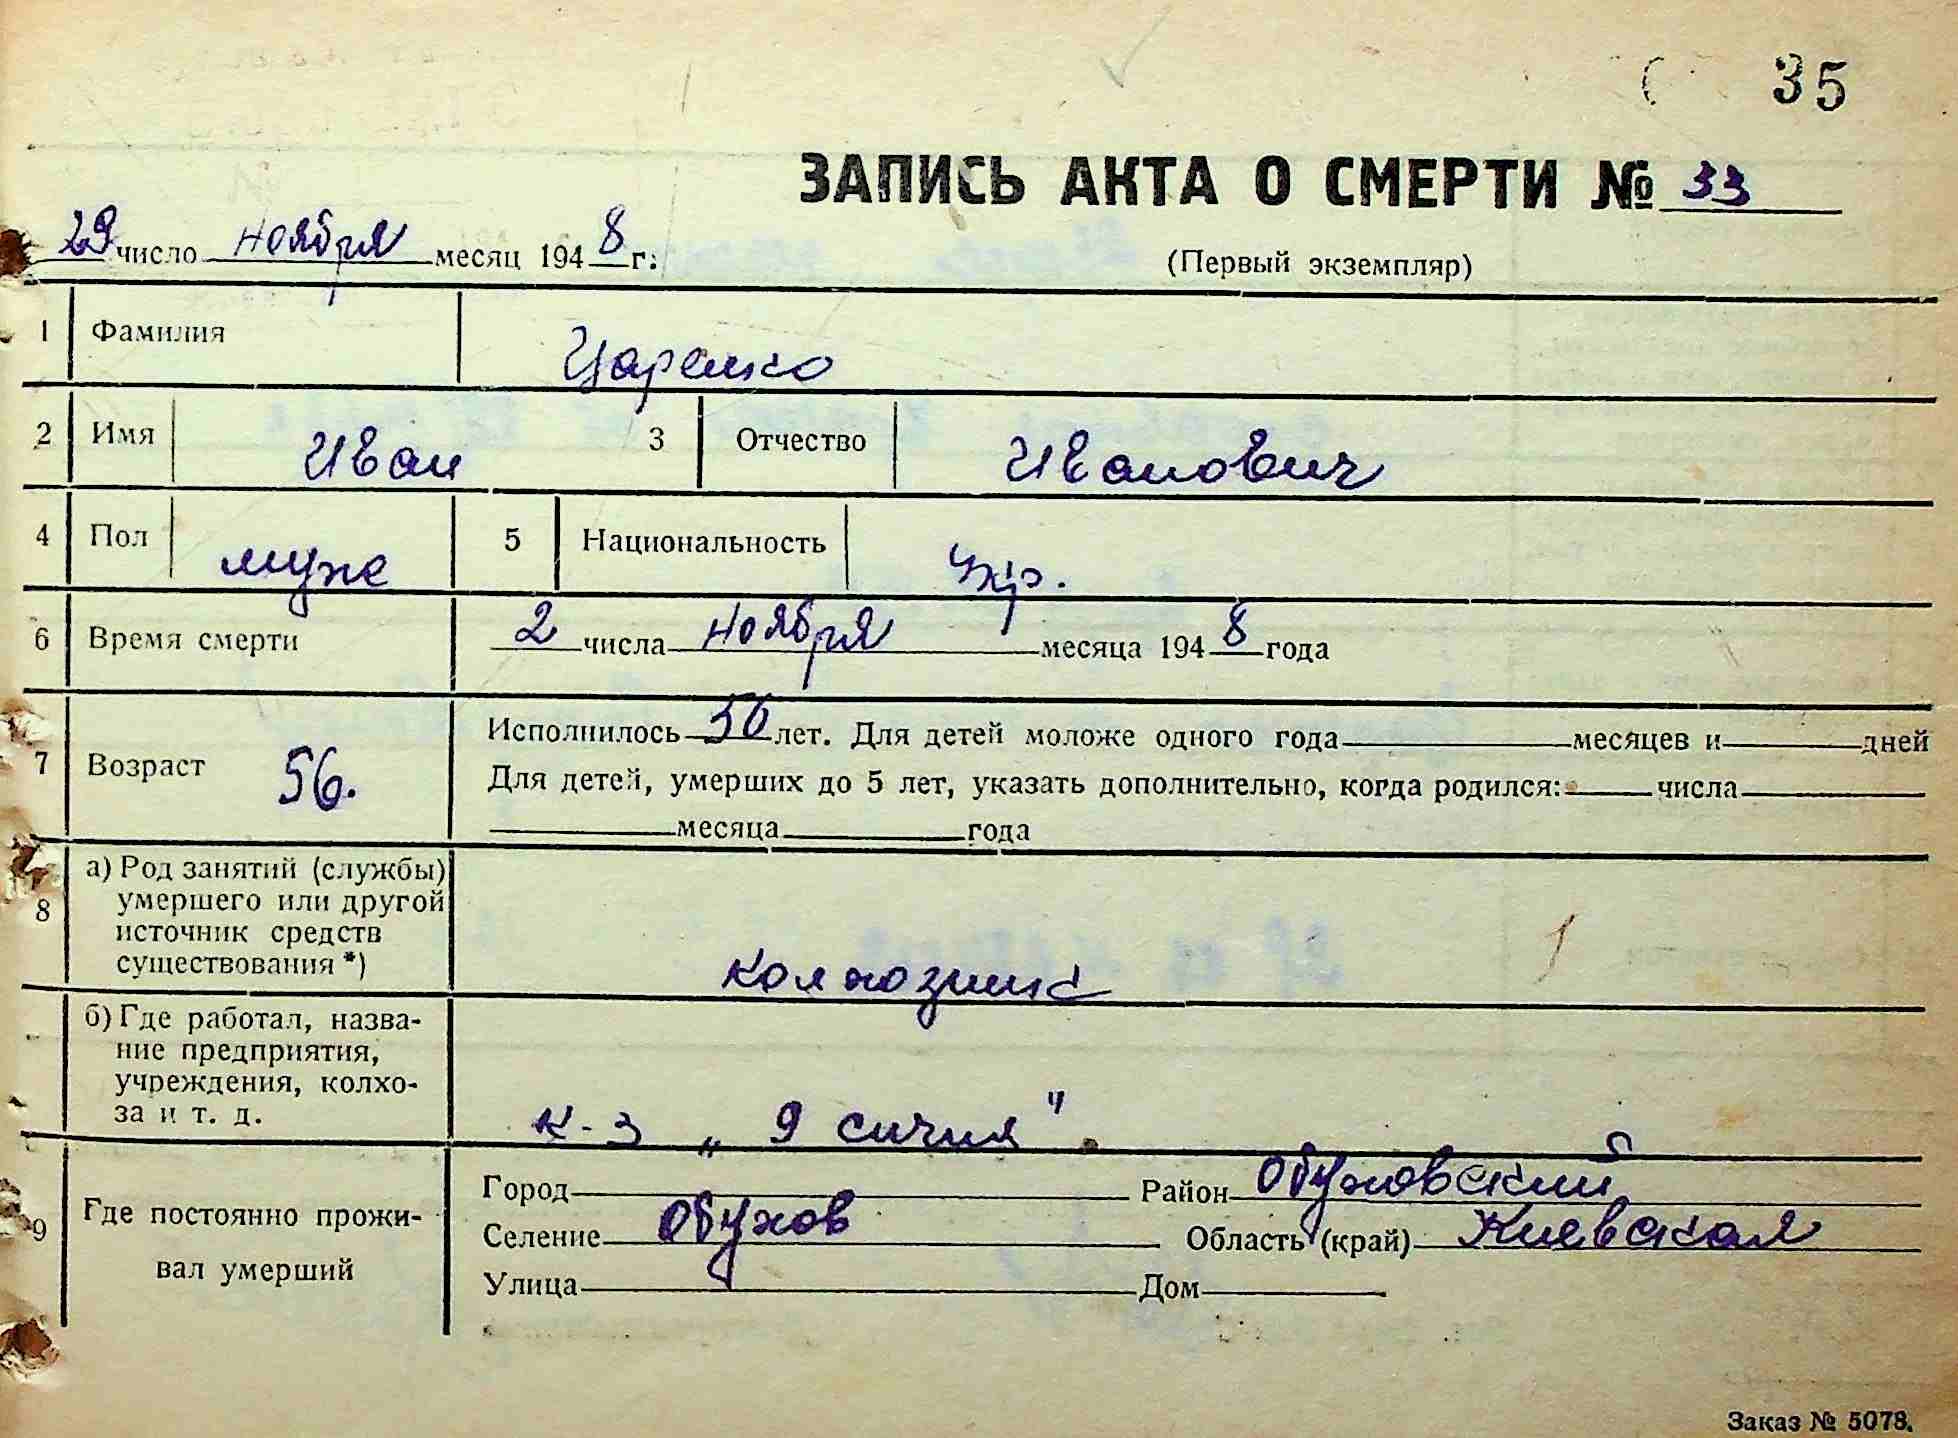 35
ЗАПИСЬ АКТА О СМЕРТИ № 33
29 число ноября месяц 1948 г.
(Первый экземпляр)
1 Фамилия Царенко
2 Имя Иван 3 Отчество Иванович
4 Пол муж 5 Национальность укр.
6 Время смерти 2 числа ноября месяца 1948 года
7 Возраст 56. Исполнилось 56 лет. Для детей моложе одного года месяцев и дней
Для детей, умерших до 5 лет, указать дополнительно, когда родился: числа
месяца года
8 а) Род занятий (службы)
умершего или другой
источник средств
существования *) колхозник
б) Где работал, назва-
ние предприятия,
учреждения, колхо-
за и т. д. к-з „9 сичня"
9 Где постоянно прожи-
вал умерший
Город Район Обуховский
Селение Обухов Область (край) Киевская
Улица Дом
Заказ № 5078.